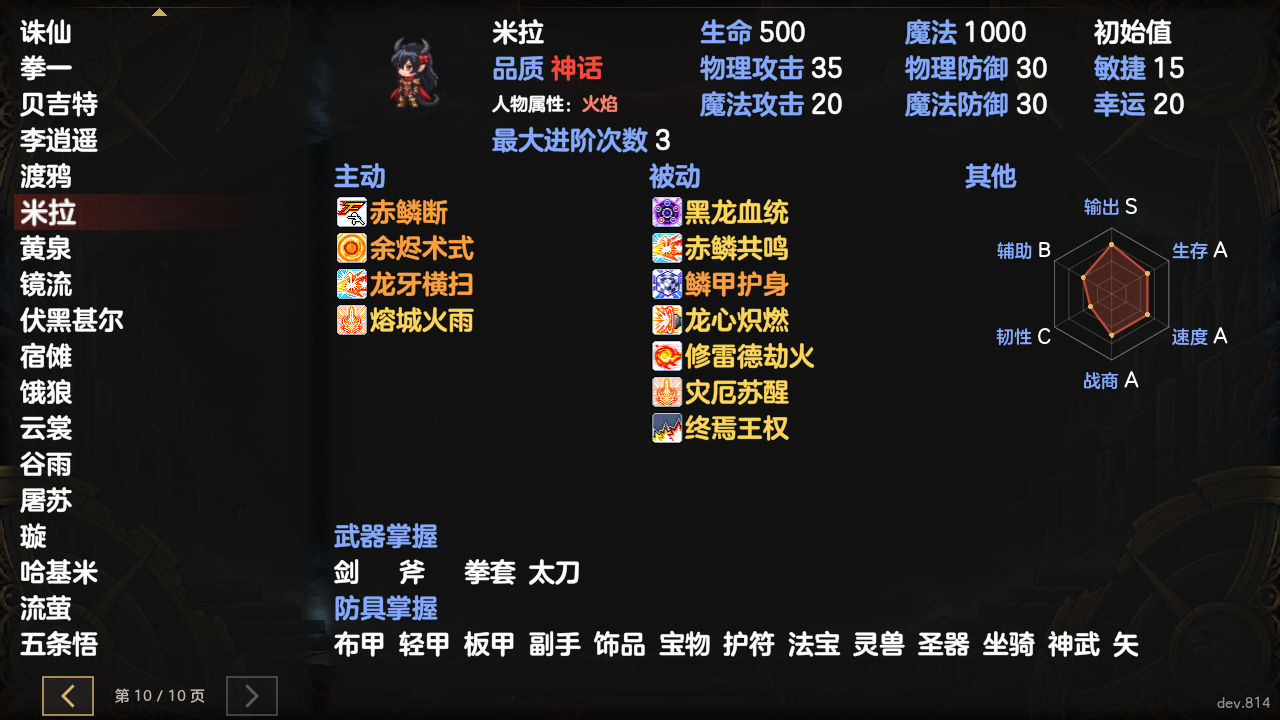 诛仙
拳一
贝吉特
李逍遥
渡鸦
米拉
黄泉
镜流
伏黑甚尔
宿傩
饿狼
云裳
谷雨
屠苏
璇
哈基米
流萤
五条悟
第 10 / 10 页
米拉
品质 神话
人物属性：火焰
最大进阶次数 3
生命 500
魔法 1000
初始值
物理攻击 35
物理防御 30
敏捷 15
魔法攻击 20
魔法防御 30
幸运 20
主动
赤鳞断
余烬术式
龙牙横扫
熔城火雨
被动
黑龙血统
赤鳞共鸣
鳞甲护身
龙心炽燃
修雷德劫火
灾厄苏醒
终焉王权
其他
输出 S
辅助 B
生存 A
韧性 C
速度 A
战商 A
武器掌握
剑 斧 拳套 太刀
防具掌握
布甲 轻甲 板甲 副手 饰品 宝物 护符 法宝 灵兽 圣器 坐骑 神武 矢
dev.814